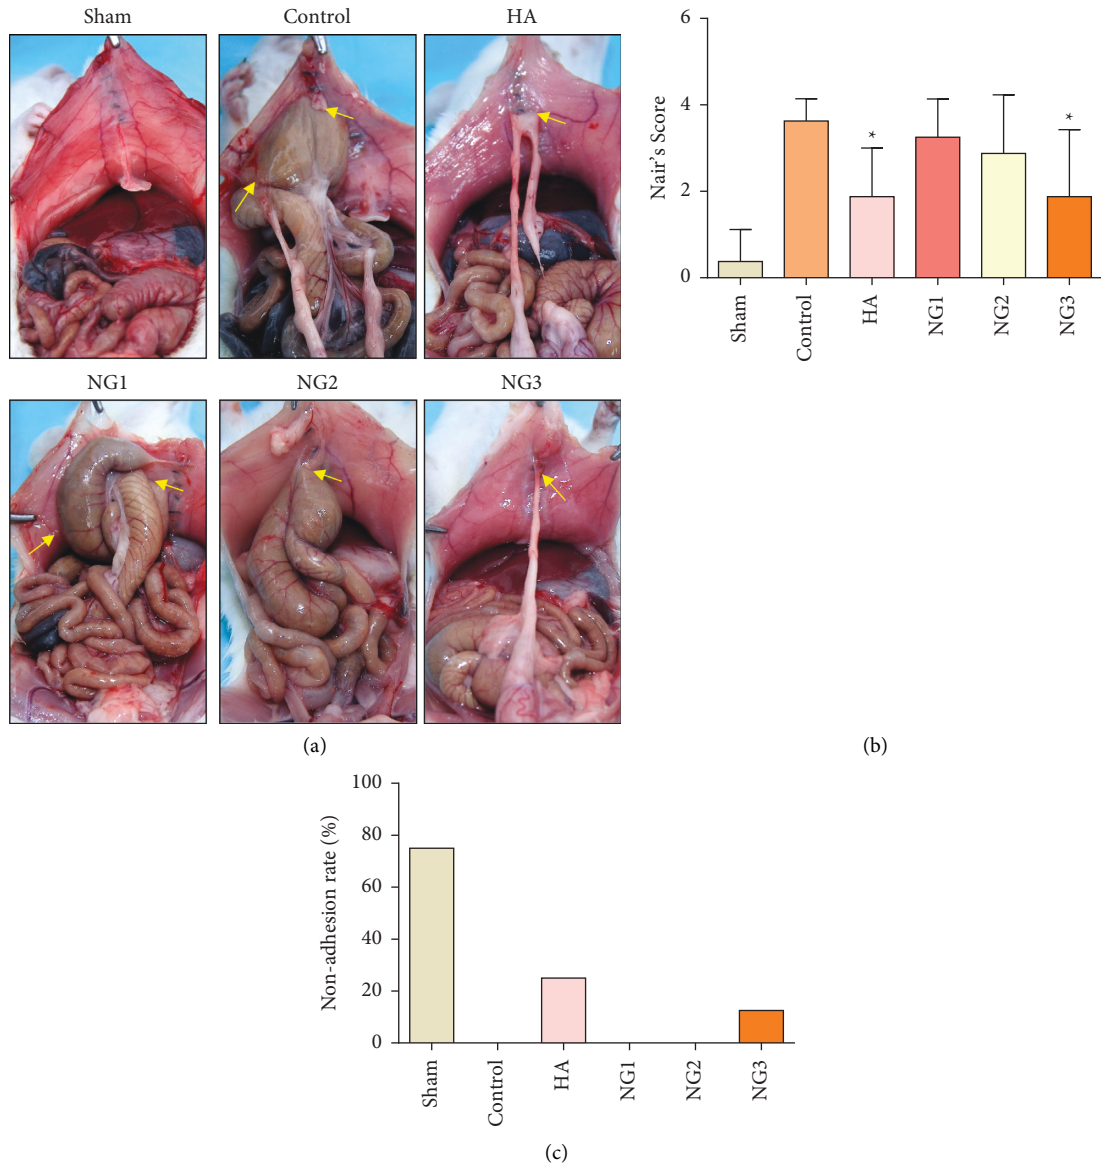 Sham Control HA
NG1 NG2 NG3
(a)
Nair's Score
6
4
2
0
* *
Sham Control HA NG1 NG2 NG3
(b)
Non-adhesion rate (%)
100
80
60
40
20
0
Sham Control HA NG1 NG2 NG3
(c)